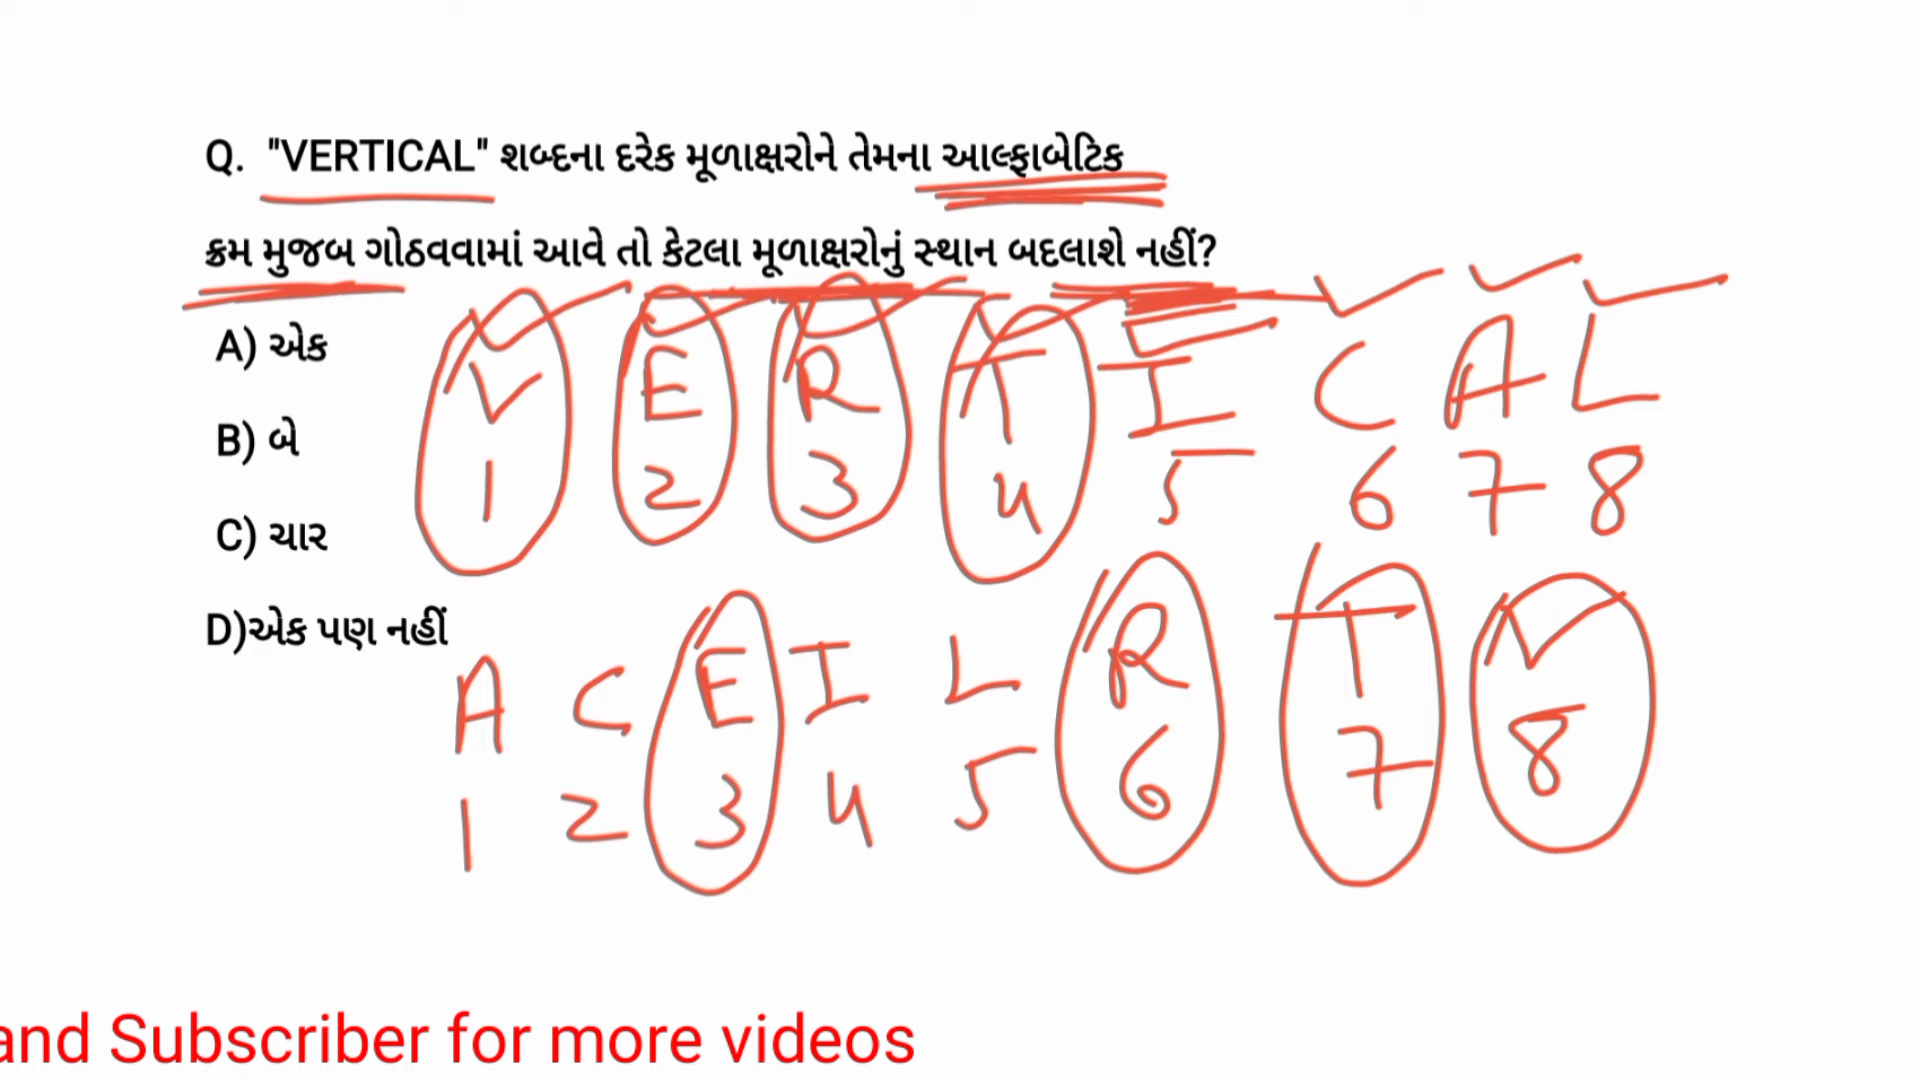 Q. "VERTICAL" શબ્દના દરેક મૂળાક્ષરોને તેમના આલ્ફાબેટિક
ક્રમ મુજબ ગોઠવવામાં આવે તો કેટલા મૂળાક્ષરોનું સ્થાન બદલાશે નહીં?
A) એક
V E R T I C A L
B) બે
1 2 3 4 5 6 7 8
C) ચાર
D)એક પણ નહીં
A C E I L R T V
1 2 3 4 5 6 7 8
and Subscriber for more videos